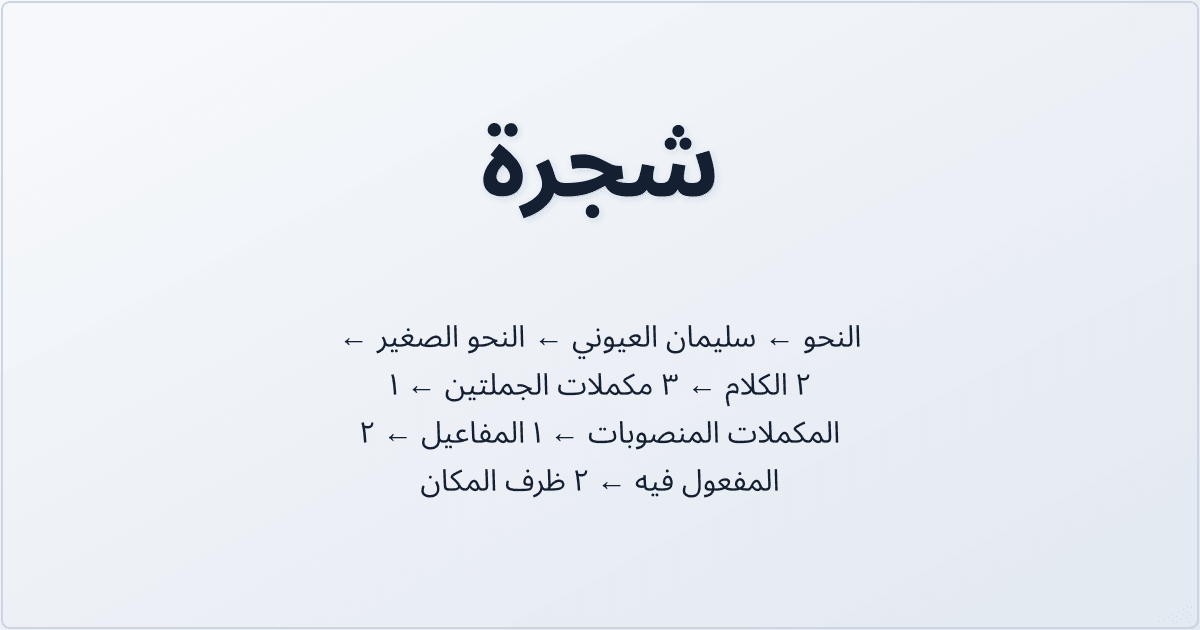 شجرة
النحو ← سليمان العيوني ← النحو الصغير ←
٢ الكلام ← ٣ مكملات الجملتين ← ١
المكملات المنصوبات ← ١ المفاعيل ← ٢
المفعول فيه ← ٢ ظرف المكان